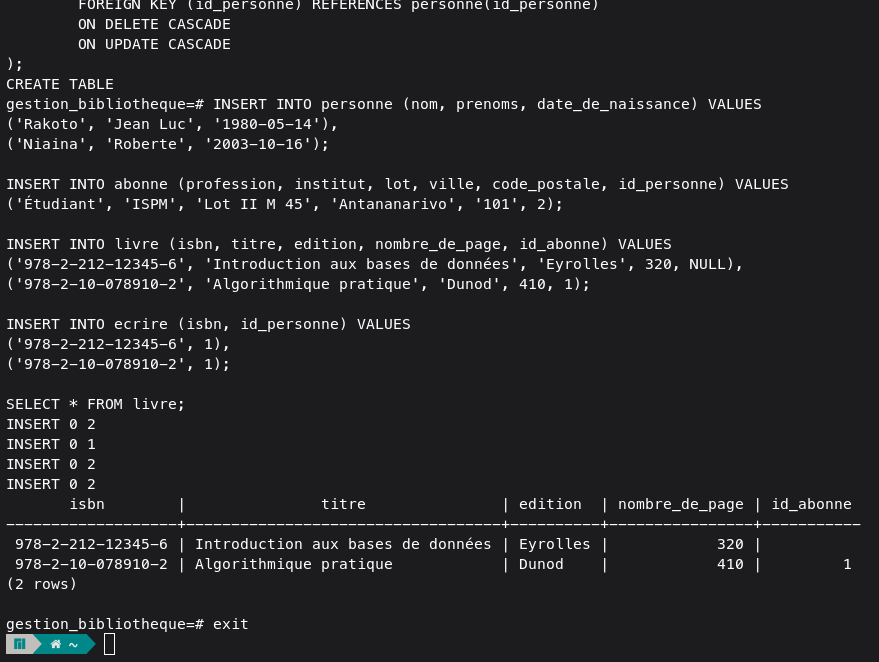 FOREIGN KEY (id_personne) REFERENCES personne(id_personne)
ON DELETE CASCADE
ON UPDATE CASCADE
);
CREATE TABLE
gestion_bibliotheque=# INSERT INTO personne (nom, prenoms, date_de_naissance) VALUES
('Rakoto', 'Jean Luc', '1980-05-14'),
('Niaina', 'Roberte', '2003-10-16');
INSERT INTO abonne (profession, institut, lot, ville, code_postale, id_personne) VALUES
('Étudiant', 'ISPM', 'Lot II M 45', 'Antananarivo', '101', 2);
INSERT INTO livre (isbn, titre, edition, nombre_de_page, id_abonne) VALUES
('978-2-212-12345-6', 'Introduction aux bases de données', 'Eyrolles', 320, NULL),
('978-2-10-078910-2', 'Algorithmique pratique', 'Dunod', 410, 1);
INSERT INTO ecrire (isbn, id_personne) VALUES
('978-2-212-12345-6', 1),
('978-2-10-078910-2', 1);
SELECT * FROM livre;
INSERT 0 2
INSERT 0 1
INSERT 0 2
INSERT 0 2
isbn | titre | edition | nombre_de_page | id_abonne
-------------------+-----------------------------------+----------+----------------+-----------
978-2-212-12345-6 | Introduction aux bases de données | Eyrolles | 320 |
978-2-10-078910-2 | Algorithmique pratique | Dunod | 410 | 1
(2 rows)
gestion_bibliotheque=# exit
~